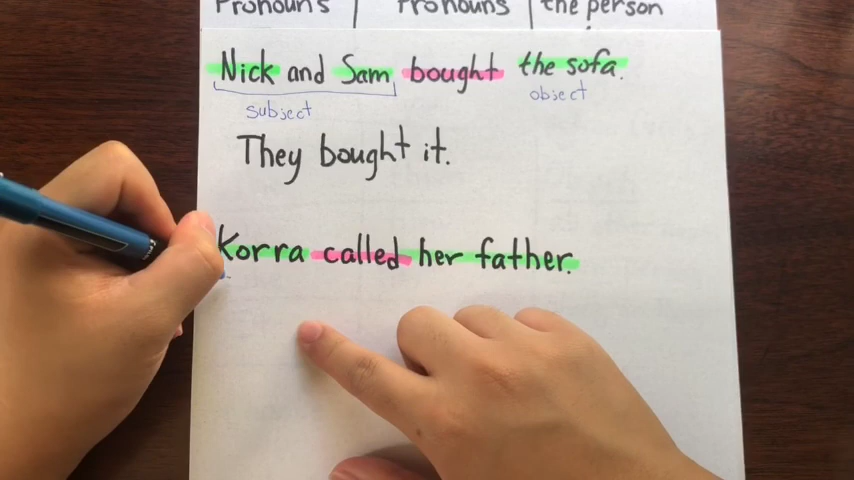 Pronouns Pronouns the person
Nick and Sam bought the sofa.
subject object
They bought it.
Korra called her father.